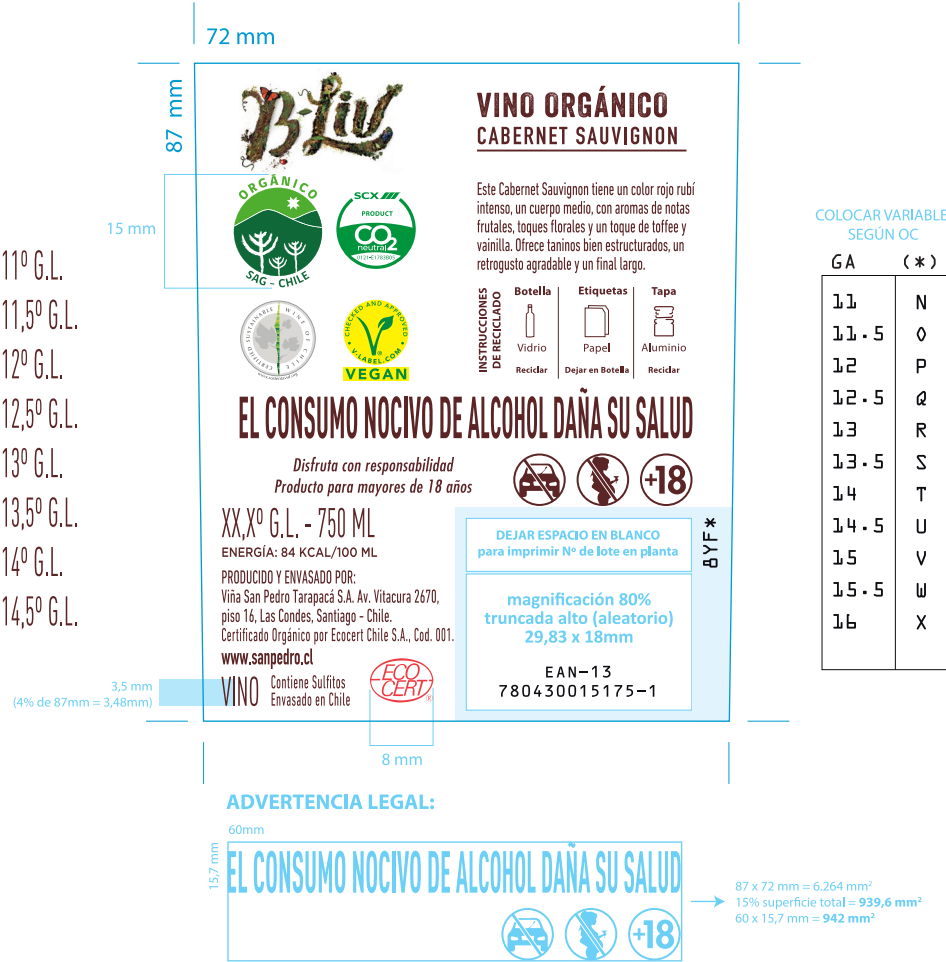 72 mm
87 mm
B-Liv
VINO ORGÁNICO
CABERNET SAUVIGNON
ORGÁNICO
SAG - CHILE
SCX
PRODUCT
CO2
neutral
0121-E1783805
15 mm
Este Cabernet Sauvignon tiene un color rojo rubí
intenso, un cuerpo medio, con aromas de notas
frutales, toques florales y un toque de toffee y
vainilla. Ofrece taninos bien estructurados, un
retrogusto agradable y un final largo.
CERTIFIED SUSTAINABLE WINE OF CHILE
CHECKED AND APPROVED
V-LABEL.COM
VEGAN
INSTRUCCIONES
DE RECICLADO
Botella Etiquetas Tapa
Vidrio Papel Aluminio
Reciclar Dejar en Botella Reciclar
EL CONSUMO NOCIVO DE ALCOHOL DAÑA SU SALUD
Disfruta con responsabilidad
Producto para mayores de 18 años
+18
XX,Xº G.L. - 750 ML
ENERGÍA: 84 KCAL/100 ML
PRODUCIDO Y ENVASADO POR:
Viña San Pedro Tarapacá S.A. Av. Vitacura 2670,
piso 16, Las Condes, Santiago - Chile.
Certificado Orgánico por Ecocert Chile S.A., Cod. 001.
www.sanpedro.cl
VINO
Contiene Sulfitos
Envasado en Chile
ECO
CERT®
DEJAR ESPACIO EN BLANCO
para imprimir Nº de lote en planta
8YF*
magnificación 80%
truncada alto (aleatorio)
29,83 x 18mm
EAN-13
780430015175-1
3,5 mm
(4% de 87mm = 3,48mm)
8 mm
11º G.L.
11,5º G.L.
12º G.L.
12,5º G.L.
13º G.L.
13,5º G.L.
14º G.L.
14,5º G.L.
COLOCAR VARIABLE
SEGÚN OC
GA (*)
11 N
11.5 O
12 P
12.5 Q
13 R
13.5 S
14 T
14.5 U
15 V
15.5 W
16 X
ADVERTENCIA LEGAL:
60mm
15,7 mm
EL CONSUMO NOCIVO DE ALCOHOL DAÑA SU SALUD
+18
87 x 72 mm = 6.264 mm²
15% superficie total = 939,6 mm²
60 x 15,7 mm = 942 mm²